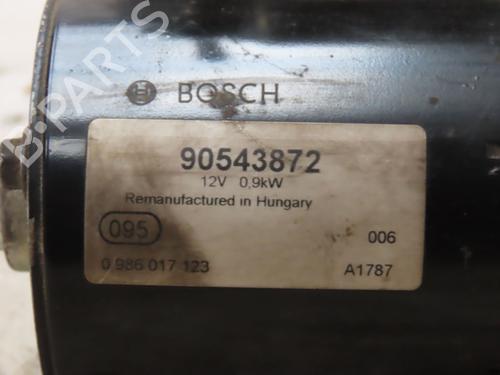 BOSCH
90543872
12V 0,9kW
Remanufactured in Hungary
095
006
0 986 017 123
A1787
B-Parts